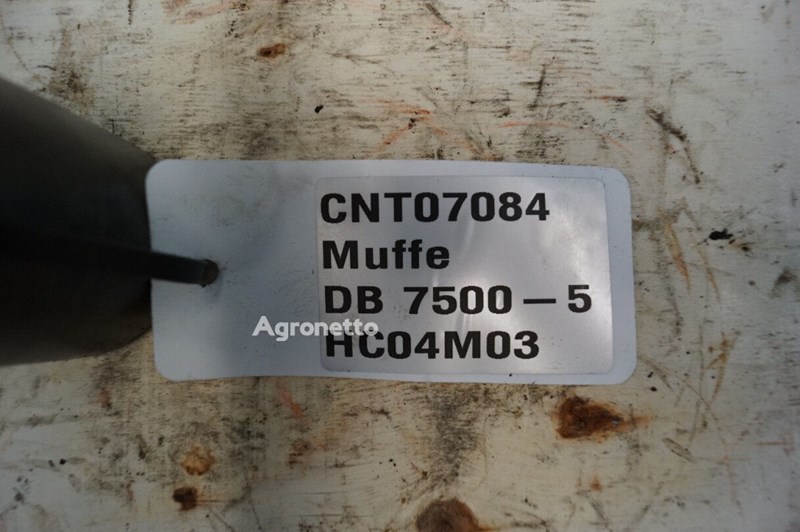 CNT07084
Muffe
DB 7500 – 5
Agronetto
HC04M03